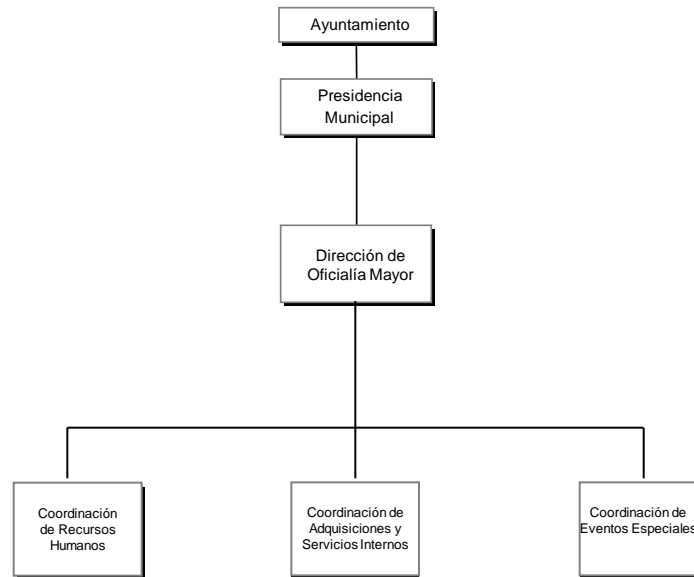 Ayuntamiento
Presidencia
Municipal
Dirección de
Oficialía Mayor
Coordinación
de Recursos
Humanos
Coordinación de
Adquisiciones y
Servicios Internos
Coordinación de
Eventos Especiales